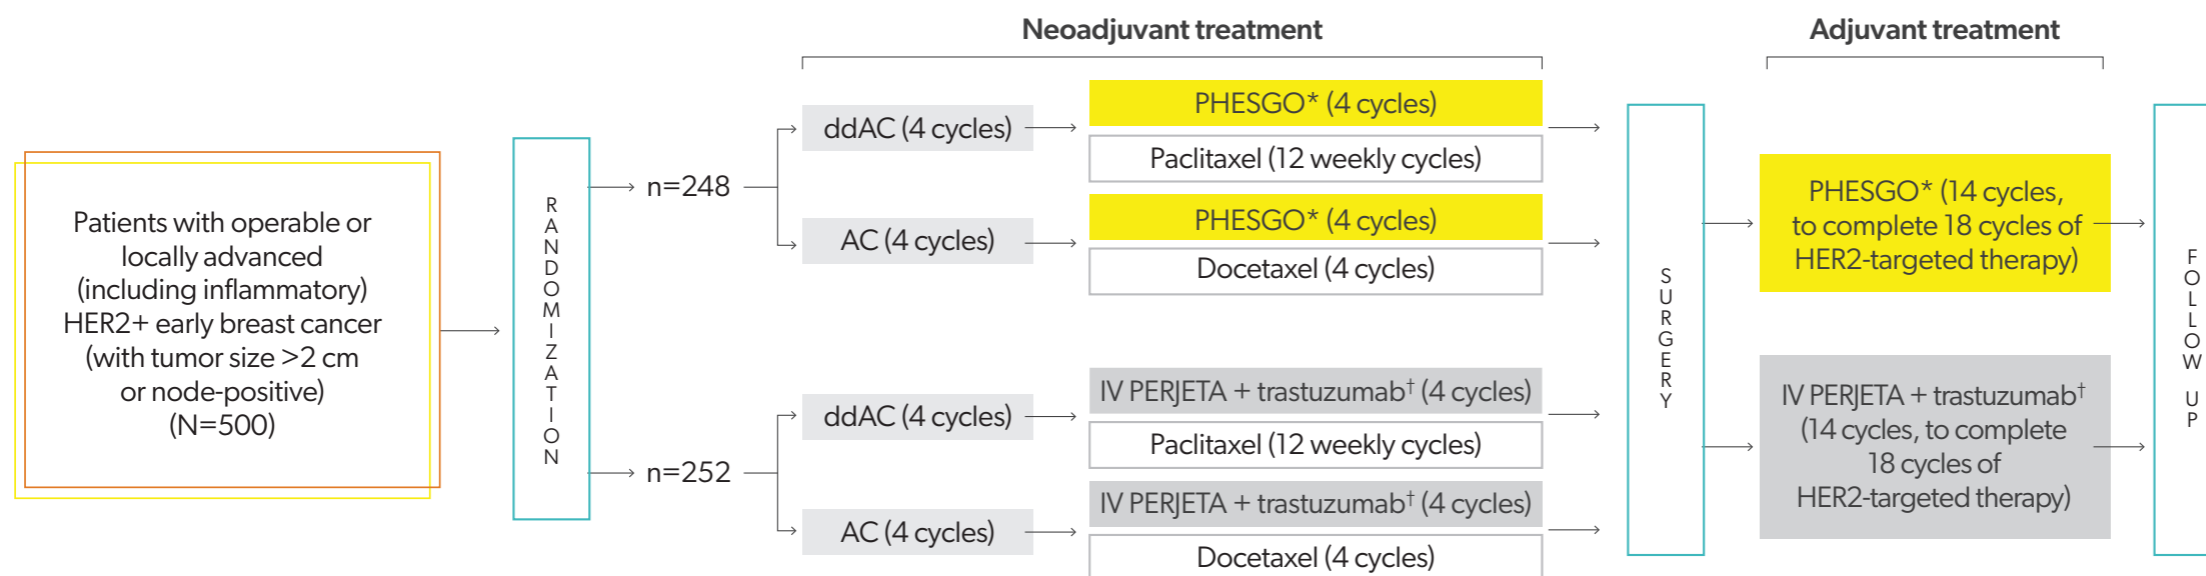 Neoadjuvant treatment
Adjuvant treatment
Patients with operable or
locally advanced
(including inflammatory)
HER2+ early breast cancer
(with tumor size >2 cm
or node-positive)
(N=500)
RANDOMIZATION
n=248
ddAC (4 cycles)
PHESGO* (4 cycles)
Paclitaxel (12 weekly cycles)
AC (4 cycles)
PHESGO* (4 cycles)
Docetaxel (4 cycles)
n=252
ddAC (4 cycles)
IV PERJETA + trastuzumab† (4 cycles)
Paclitaxel (12 weekly cycles)
AC (4 cycles)
IV PERJETA + trastuzumab† (4 cycles)
Docetaxel (4 cycles)
SURGERY
PHESGO* (14 cycles,
to complete 18 cycles of
HER2-targeted therapy)
IV PERJETA + trastuzumab†
(14 cycles, to complete
18 cycles of
HER2-targeted therapy)
FOLLOW UP